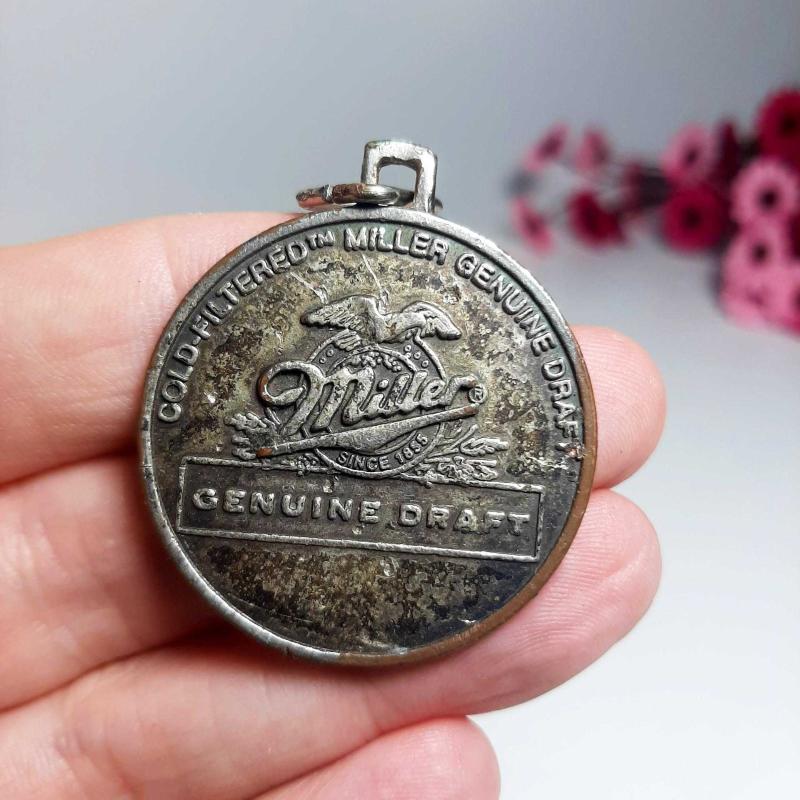 COLD-FILTERED™ MILLER GENUINE DRAFT
Miller®
SINCE 1855
GENUINE DRAFT